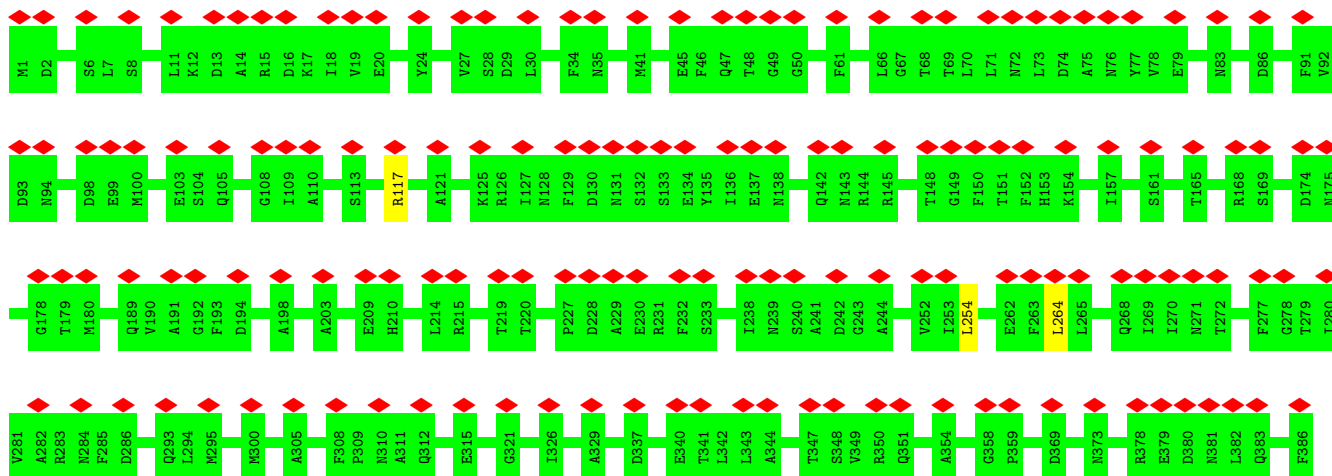 M1 D2 S6 L7 S8 L11 K12 D13 A14 R15 D16 K17 I18 V19 E20 Y24 V27 S28 D29 L30 F34 N35 M41 E45 F46 Q47 T48 G49 G50 F61 L66 G67 T68 T69 L70 L71 N72 L73 D74 A75 N76 Y77 V78 E79 N83 D86 F91 V92
D93 N94 D98 E99 M100 E103 S104 Q105 G108 I109 A110 S113 R117 A121 K125 R126 I127 N128 F129 D130 N131 S132 S133 E134 Y135 I136 E137 N138 Q142 N143 R144 R145 T148 G149 F150 T151 F152 H153 K154 I157 S161 T165 R168 S169 D174 N175
G178 T179 M180 Q189 V190 A191 G192 F193 D194 A198 A203 E209 H210 L214 R215 T219 T220 P227 D228 A229 E230 R231 F232 S233 I238 N239 S240 A241 D242 G243 A244 V252 I253 L254 E262 F263 L264 L265 Q268 I269 I270 N271 T272 F277 G278 T279 I280
V281 A282 R283 N284 F285 D286 Q293 L294 M295 M300 A305 F308 P309 N310 A311 Q312 E315 G321 I326 A329 D337 E340 T341 L342 L343 A344 T347 S348 V349 R350 Q351 A354 G358 P359 D369 N373 R378 E379 D380 N381 L382 Q383 F386